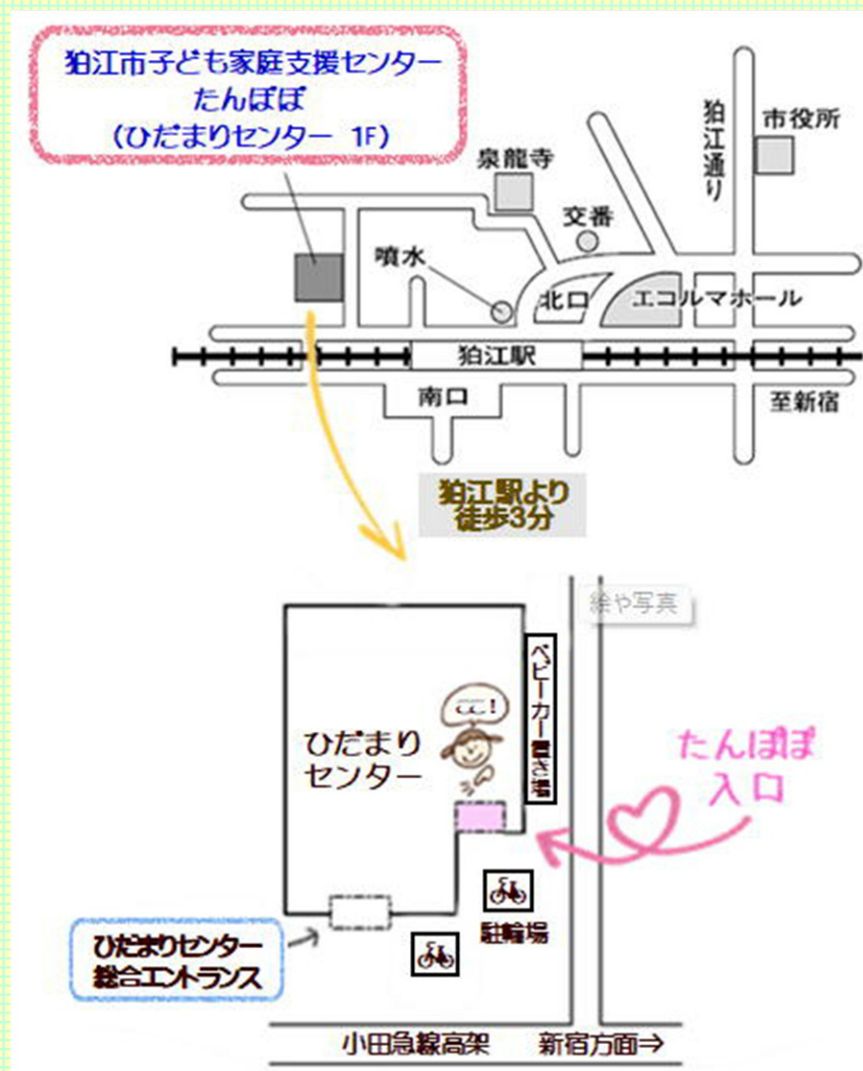 狛江市子ども家庭支援センター
たんぽぽ
(ひだまりセンター 1F)
狛江通り
市役所
泉龍寺
交番
噴水
北口
エコルマホール
狛江駅
南口
至新宿
狛江駅より
徒歩3分
絵や写真
ベビーカー置き場
ここ!
ひだまり
センター
たんぽぽ
入口
駐輪場
ひだまりセンター
総合エントランス
小田急線高架
新宿方面⇒